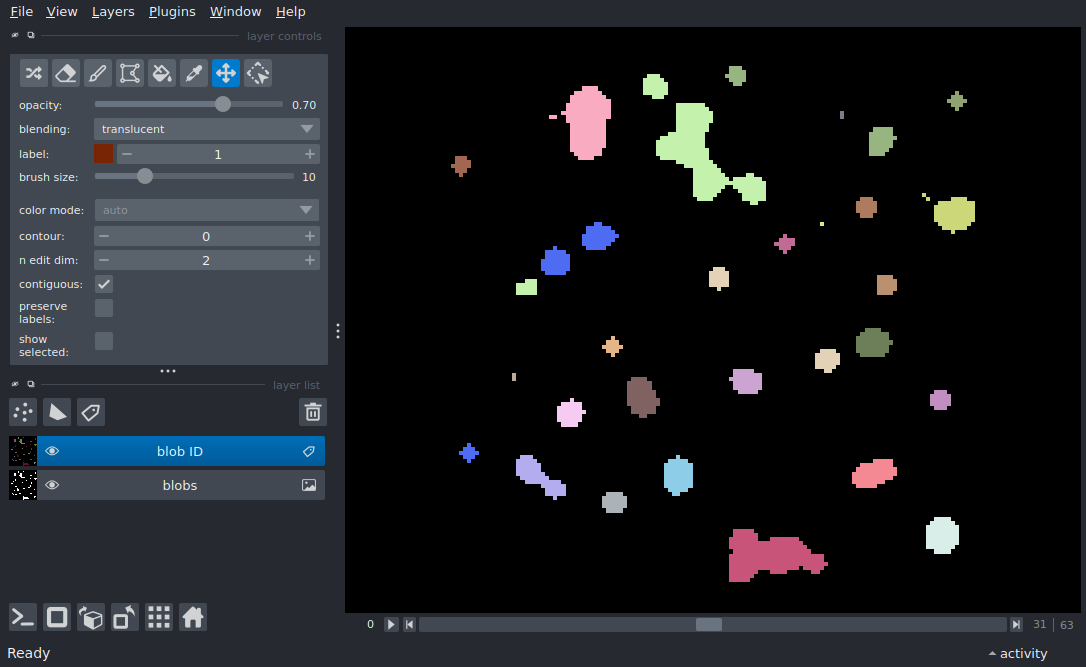 File View Layers Plugins Window Help
layer controls
opacity: 0.70
blending: translucent
label: − 1 +
brush size: 10
color mode: auto
contour: − 0 +
n edit dim: − 2 +
contiguous:
preserve
labels:
show
selected:
layer list
blob ID
blobs
0 31 | 63
Ready activity